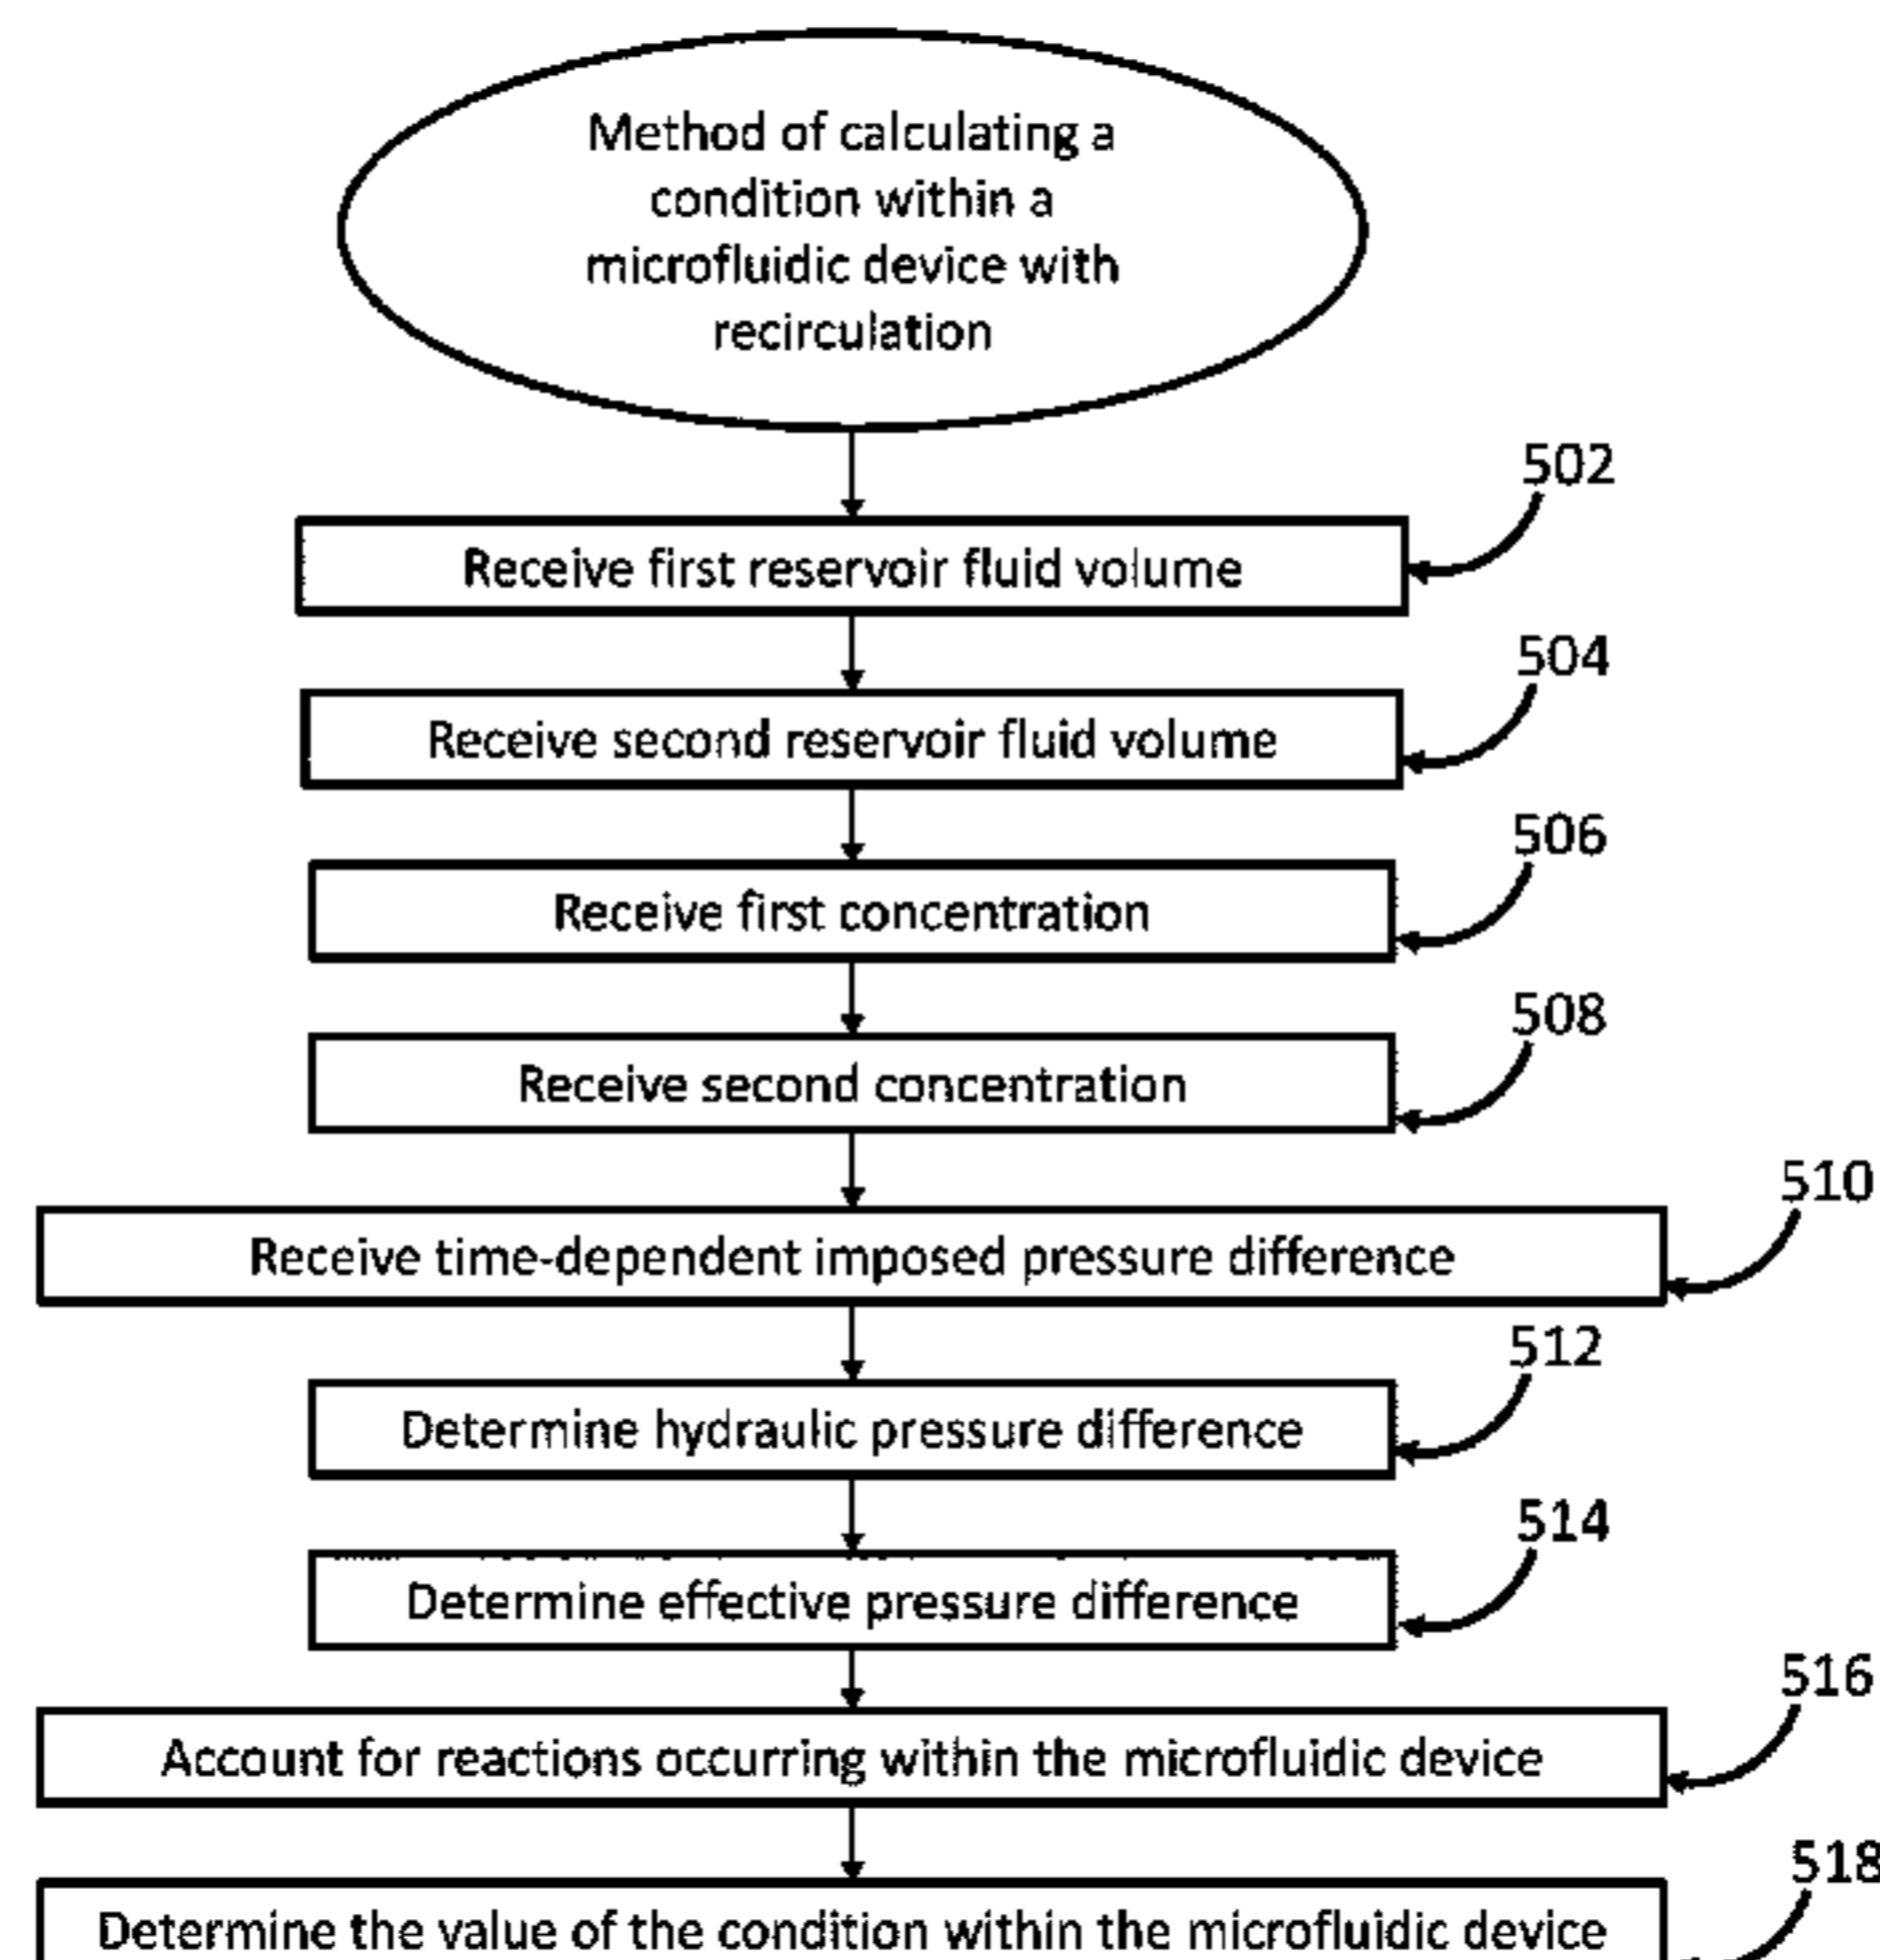 Method of calculating a
condition within a
microfluidic device with
recirculation
502
Receive first reservoir fluid volume
504
Receive second reservoir fluid volume
506
Receive first concentration
508
Receive second concentration
510
Receive time-dependent imposed pressure difference
512
Determine hydraulic pressure difference
514
Determine effective pressure difference
516
Account for reactions occurring within the microfluidic device
518
Determine the value of the condition within the microfluidic device